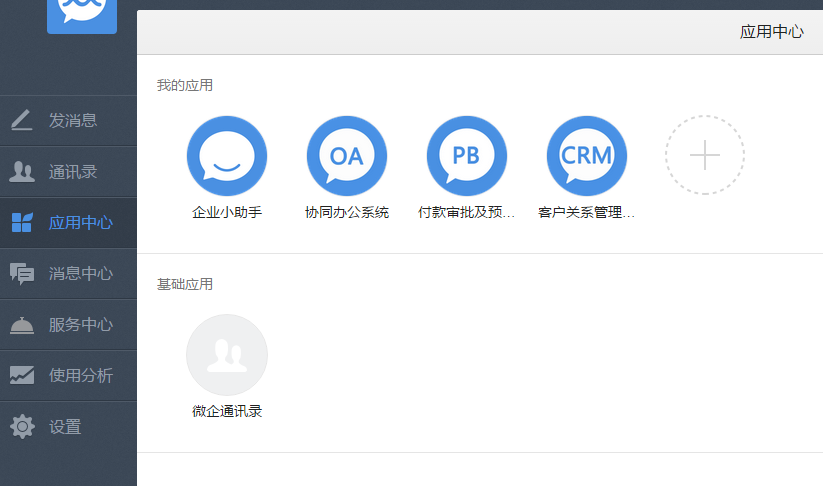 应用中心
发消息
通讯录
应用中心
消息中心
服务中心
使用分析
设置
我的应用
OA
PB
CRM
企业小助手
协同办公系统
付款审批及预...
客户关系管理...
基础应用
微企通讯录